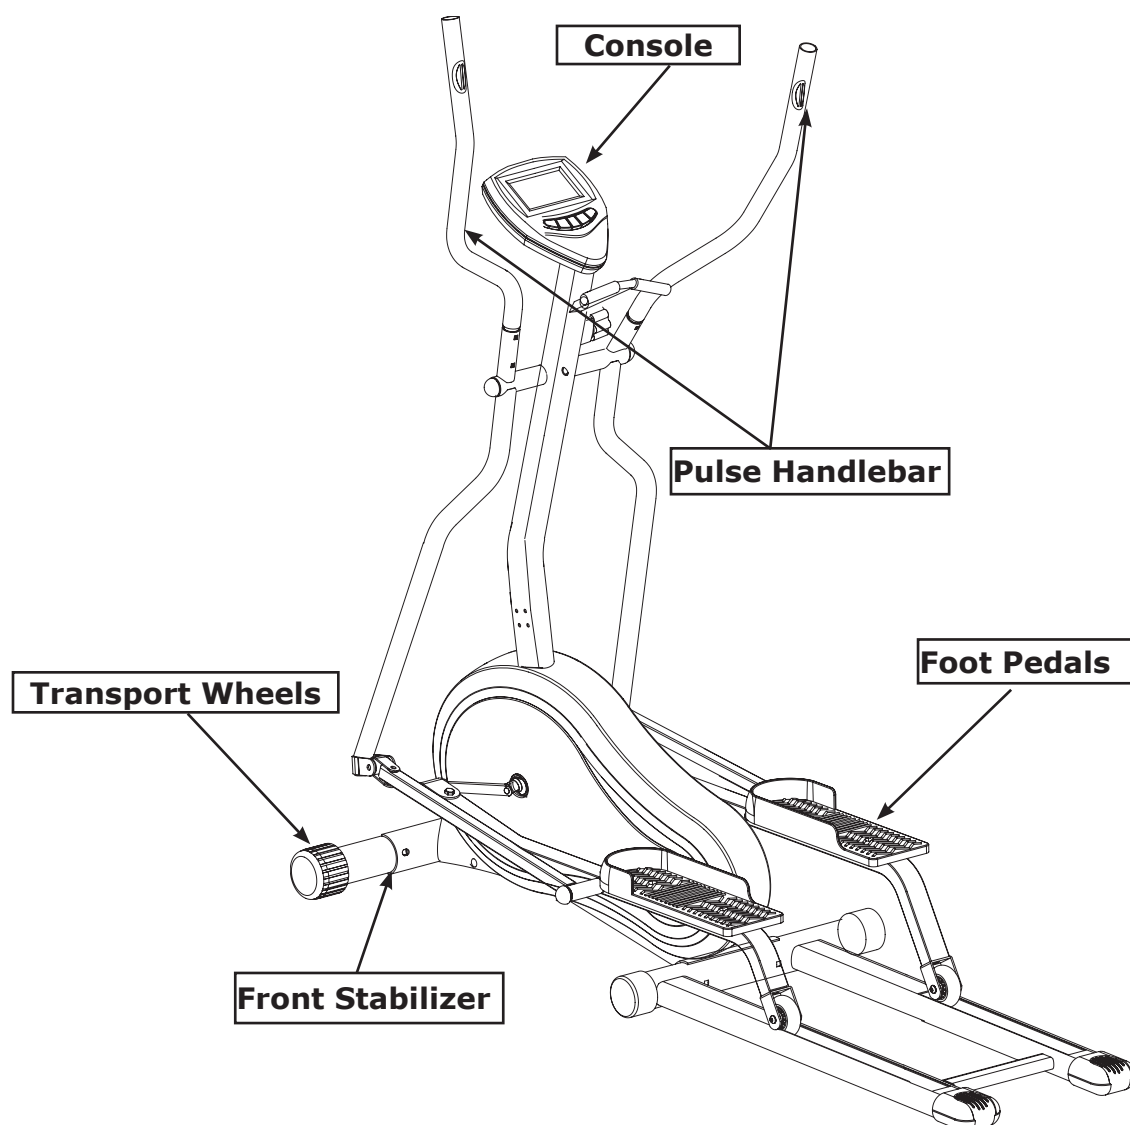 Console
Pulse Handlebar
Foot Pedals
Transport Wheels
Front Stabilizer